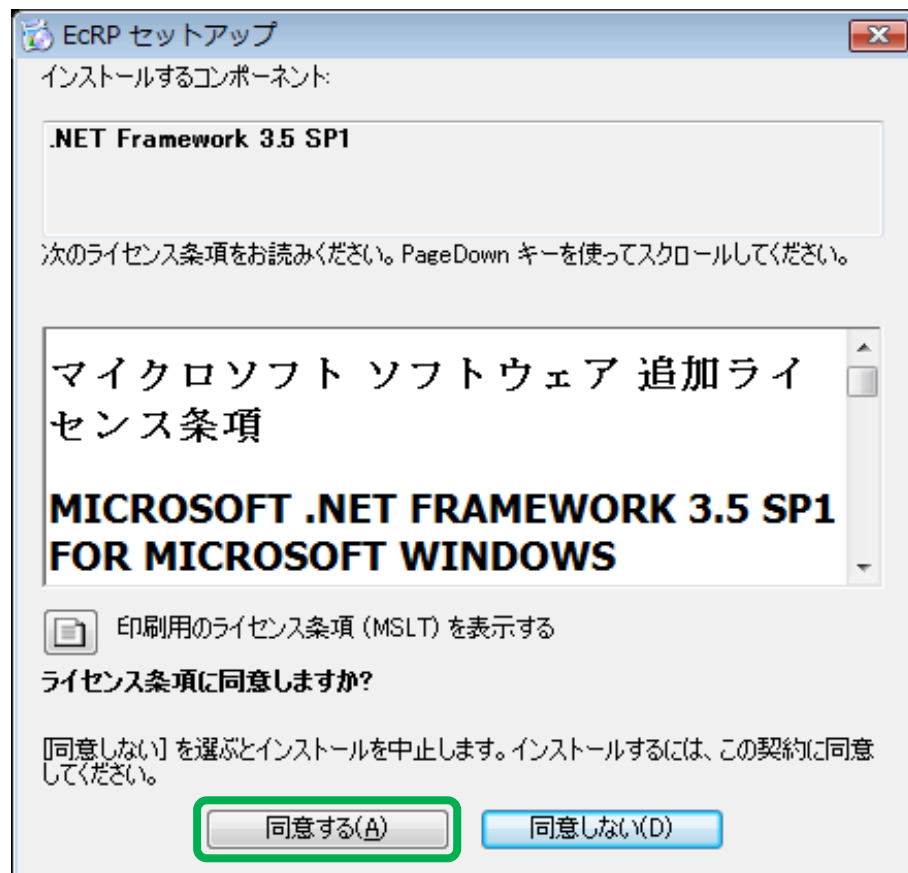 EcRP セットアップ
インストールするコンポーネント:
.NET Framework 3.5 SP1
次のライセンス条項をお読みください。PageDown キーを使ってスクロールしてください。
マイクロソフト ソフトウェア 追加ライ
センス条項
MICROSOFT .NET FRAMEWORK 3.5 SP1
FOR MICROSOFT WINDOWS
印刷用のライセンス条項 (MSLT) を表示する
ライセンス条項に同意しますか?
[同意しない] を選ぶとインストールを中止します。インストールするには、この契約に同意
してください。
同意する(A) 同意しない(D)